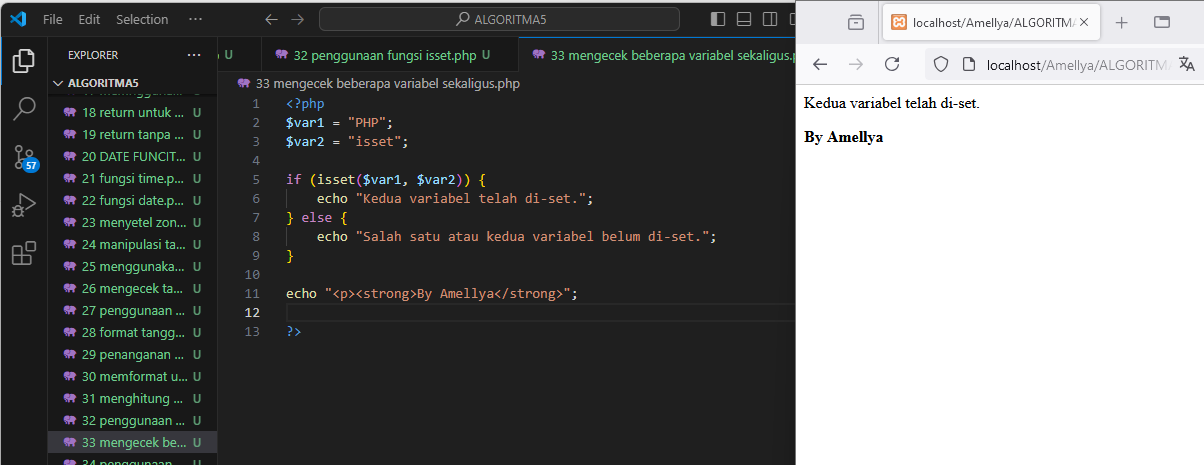 File Edit Selection ··· ALGORITMA5
EXPLORER ···
ALGORITMA5
18 return untuk ... U
19 return tanpa ... U
20 DATE FUNCIT... U
21 fungsi time.p... U
22 fungsi date.p... U
23 menyetel zon... U
24 manipulasi ta... U
25 menggunaka... U
26 mengecek ta... U
27 penggunaan ... U
28 format tangg... U
29 penanganan ... U
30 memformat u... U
31 menghitung ... U
32 penggunaan ... U
33 mengecek be... U
34 penggunaan ... U
57
U 32 penggunaan fungsi isset.php U 33 mengecek beberapa variabel sekaligus.p
33 mengecek beberapa variabel sekaligus.php
1 <?php
2 $var1 = "PHP";
3 $var2 = "isset";
4
5 if (isset($var1, $var2)) {
6 echo "Kedua variabel telah di-set.";
7 } else {
8 echo "Salah satu atau kedua variabel belum di-set.";
9 }
10
11 echo "<p><strong>By Amellya</strong>";
12
13 ?>
localhost/Amellya/ALGORITMA
localhost/Amellya/ALGORITMA
Kedua variabel telah di-set.
By Amellya